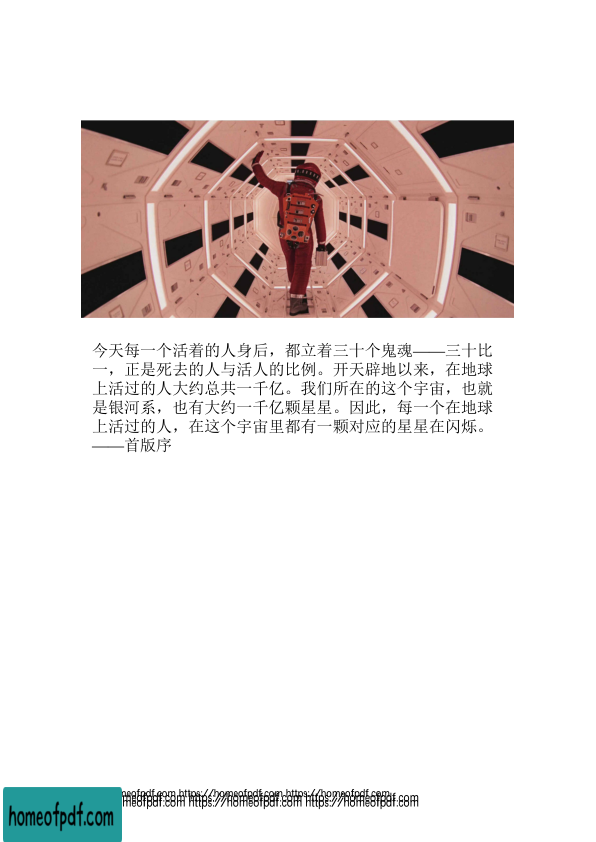 今天每一个活着的人身后，都立着三十个鬼魂——三十比
一，正是死去的人与活人的比例。开天辟地以来，在地球
上活过的人大约总共一千亿。我们所在的这个宇宙，也就
是银河系，也有大约一千亿颗星星。因此，每一个在地球
上活过的人，在这个宇宙里都有一颗对应的星星在闪烁。
——首版序
homeofpdf.com https://homeofpdf.com https://homeofpdf.com
homeofpdf.com https://homeofpdf.com https://homeofpdf.com
homeofpdf.com